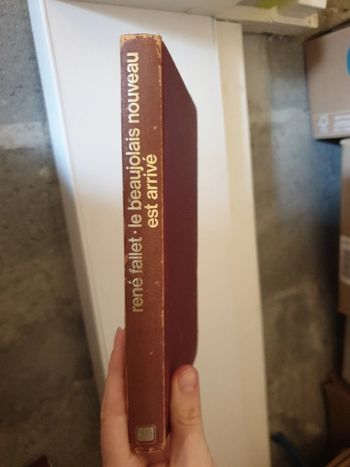 rené fallet • le beaujolais nouveau
est arrivé